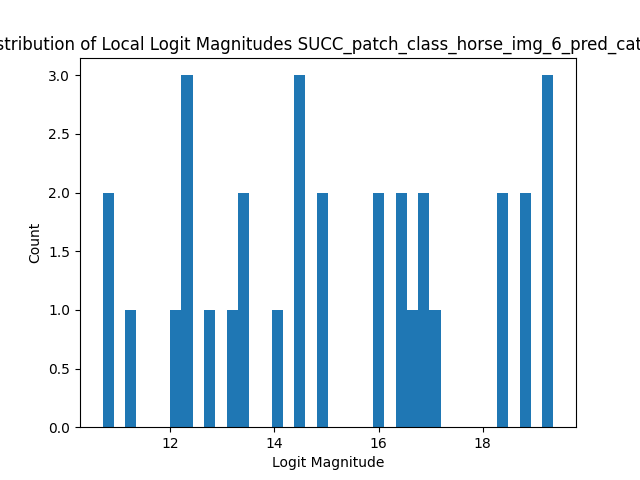 stribution of Local Logit Magnitudes SUCC_patch_class_horse_img_6_pred_cat
3.0
2.5
2.0
1.5
1.0
0.5
0.0
Count
12 14 16 18
Logit Magnitude